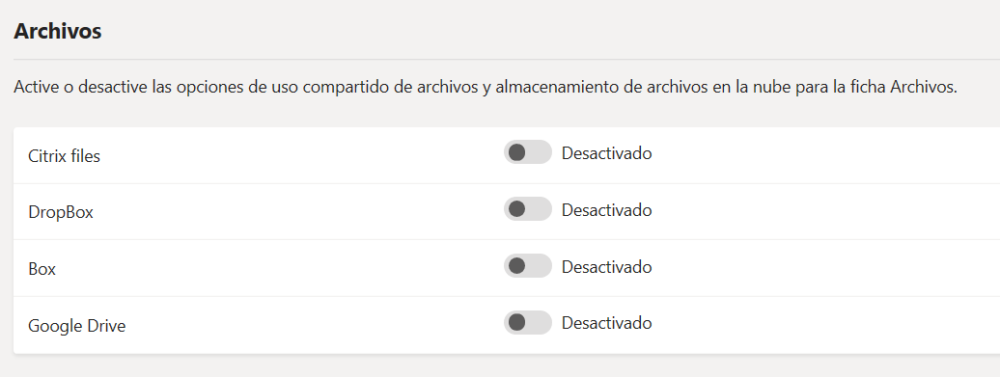 Archivos
Active o desactive las opciones de uso compartido de archivos y almacenamiento de archivos en la nube para la ficha Archivos.
Citrix files Desactivado
DropBox Desactivado
Box Desactivado
Google Drive Desactivado